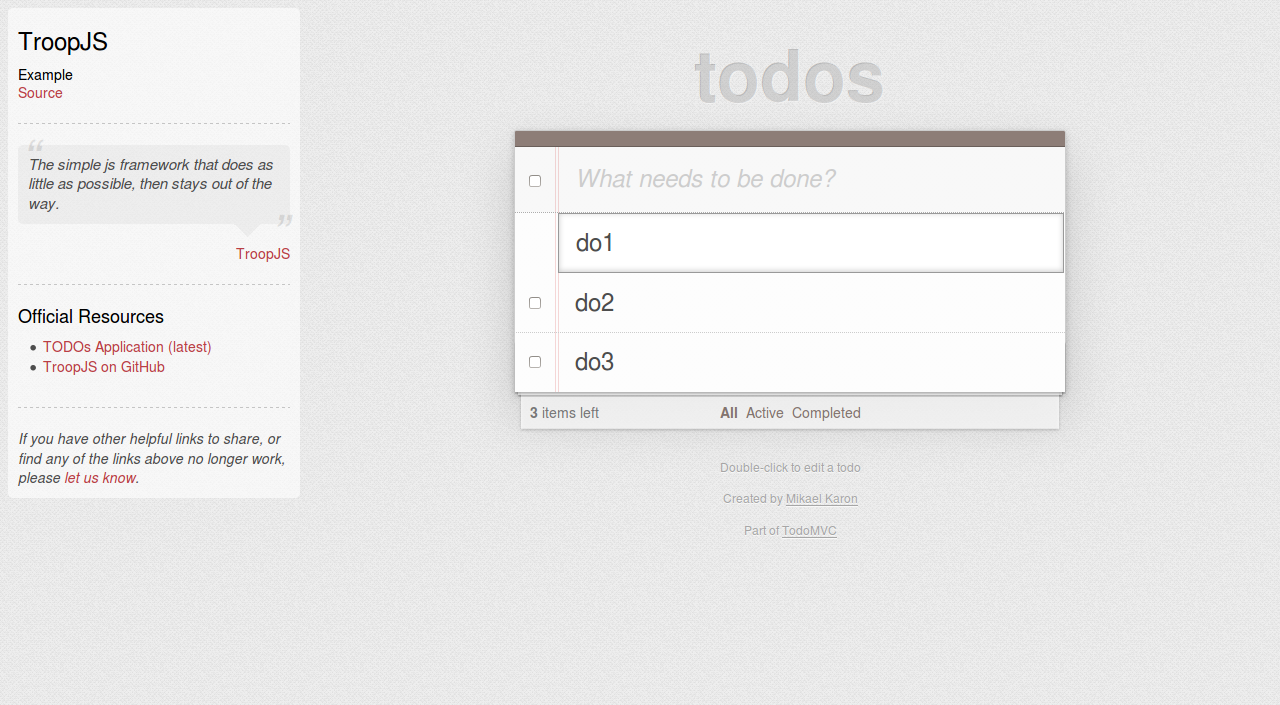 TroopJS
Example
Source
“
The simple js framework that does as
little as possible, then stays out of the
way.
”
TroopJS
Official Resources
TODOs Application (latest)
TroopJS on GitHub
If you have other helpful links to share, or
find any of the links above no longer work,
please let us know.
todos
What needs to be done?
do1
do2
do3
3 items left All Active Completed
Double-click to edit a todo
Created by Mikael Karon
Part of TodoMVC